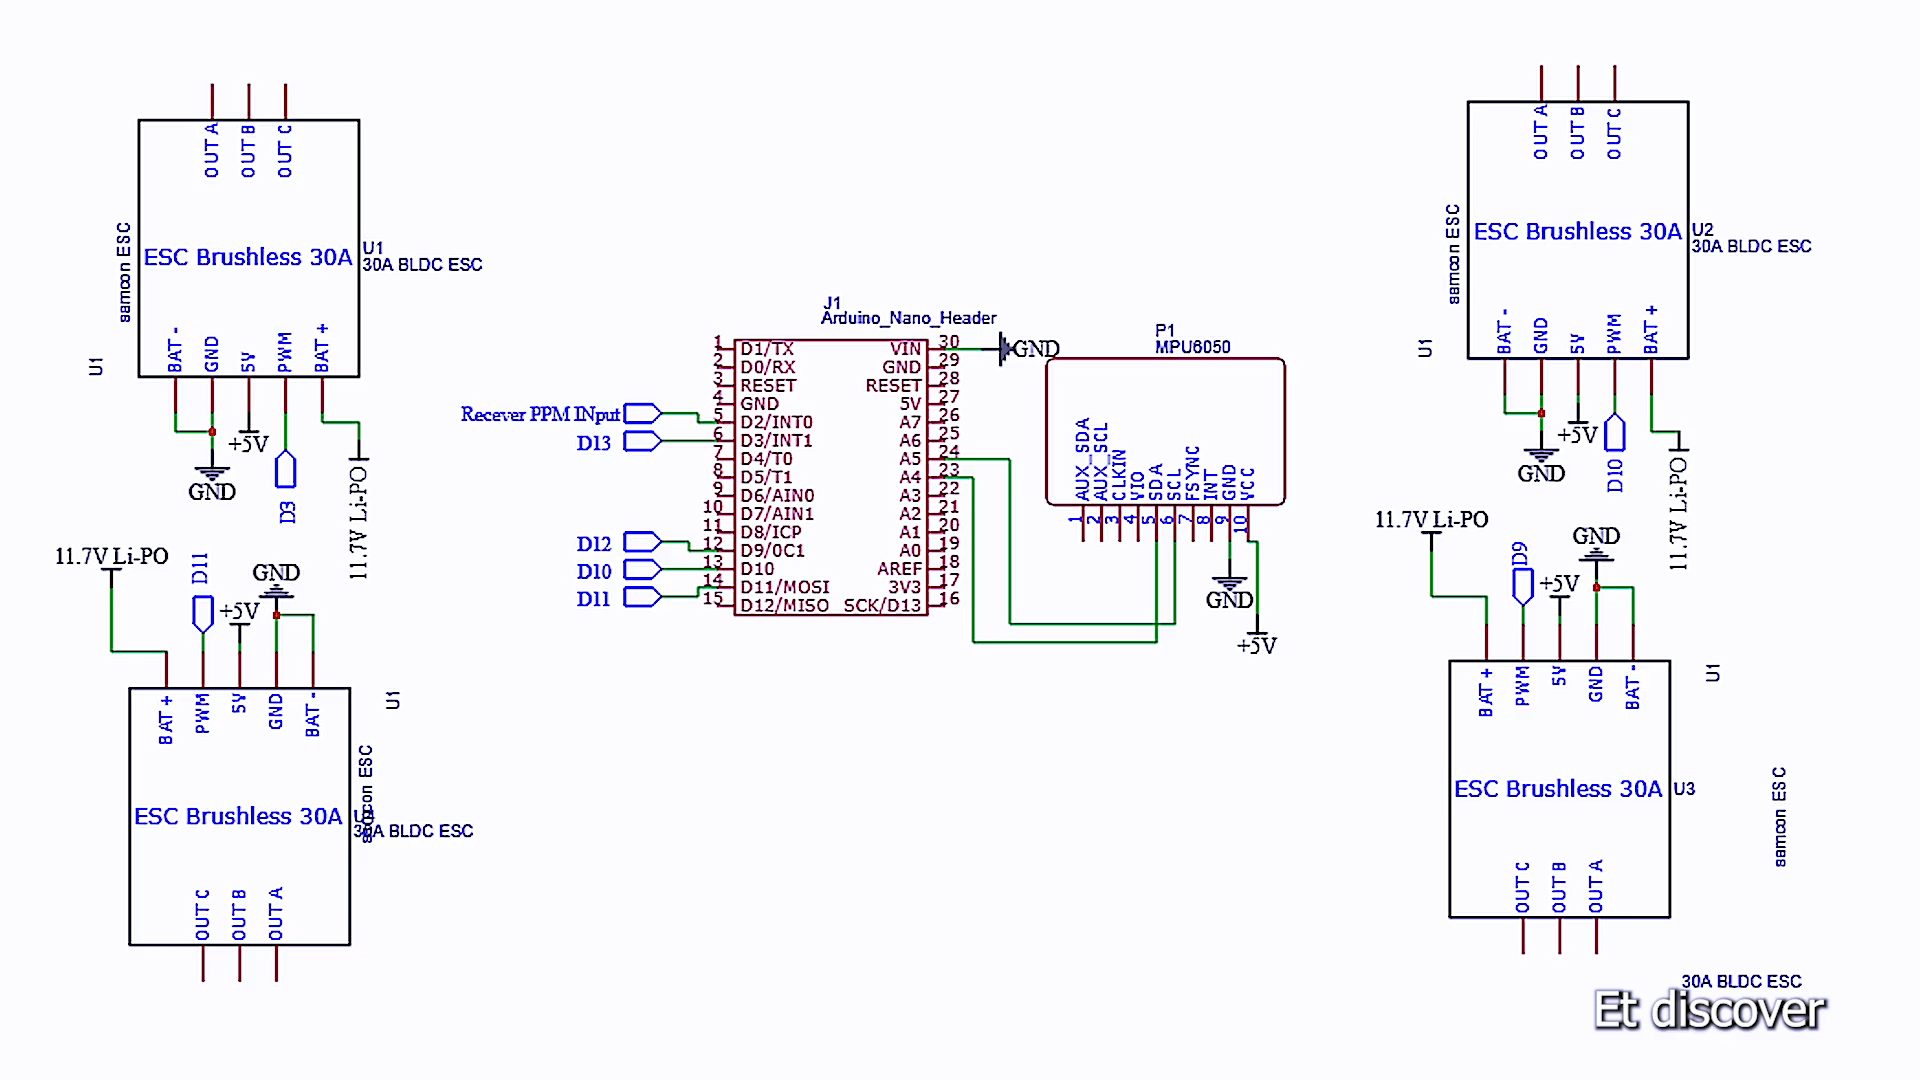 OUT A
OUT B
OUT C
samcon ESC
ESC Brushless 30A
U1
30A BLDC ESC
U1
BAT -
GND
5V
PWM
BAT +
+5V
GND
D3
11.7V Li-PO
OUT A
OUT B
OUT C
samcon ESC
ESC Brushless 30A
U2
30A BLDC ESC
U1
BAT -
GND
5V
PWM
BAT +
+5V
GND
D10
11.7V Li-PO
J1
Arduino_Nano_Header
1 D1/TX VIN 30
2 D0/RX GND 29
3 RESET RESET 28
4 GND 5V 27
5 D2/INT0 A7 26
6 D3/INT1 A6 25
7 D4/T0 A5 24
8 D5/T1 A4 23
9 D6/AIN0 A3 22
10 D7/AIN1 A2 21
11 D8/ICP A1 20
12 D9/OC1 A0 19
13 D10 AREF 18
14 D11/MOSI 3V3 17
15 D12/MISO SCK/D13 16
GND
Recever PPM INput
D13
D12
D10
D11
P1
MPU6050
AUX_SDA
AUX_SCL
CLKIN
VIO
SDA
SCL
FSYNC
INT
GND
VCC
1 2 3 4 5 6 7 8 9 10
GND
+5V
11.7V Li-PO
D11
+5V
GND
BAT +
PWM
5V
GND
BAT -
U1
ESC Brushless 30A
30A BLDC ESC
OUT C
OUT B
OUT A
11.7V Li-PO
D9
+5V
GND
BAT +
PWM
5V
GND
BAT -
U1
ESC Brushless 30A
U3
samcon ESC
OUT C
OUT B
OUT A
30A BLDC ESC
Et discover